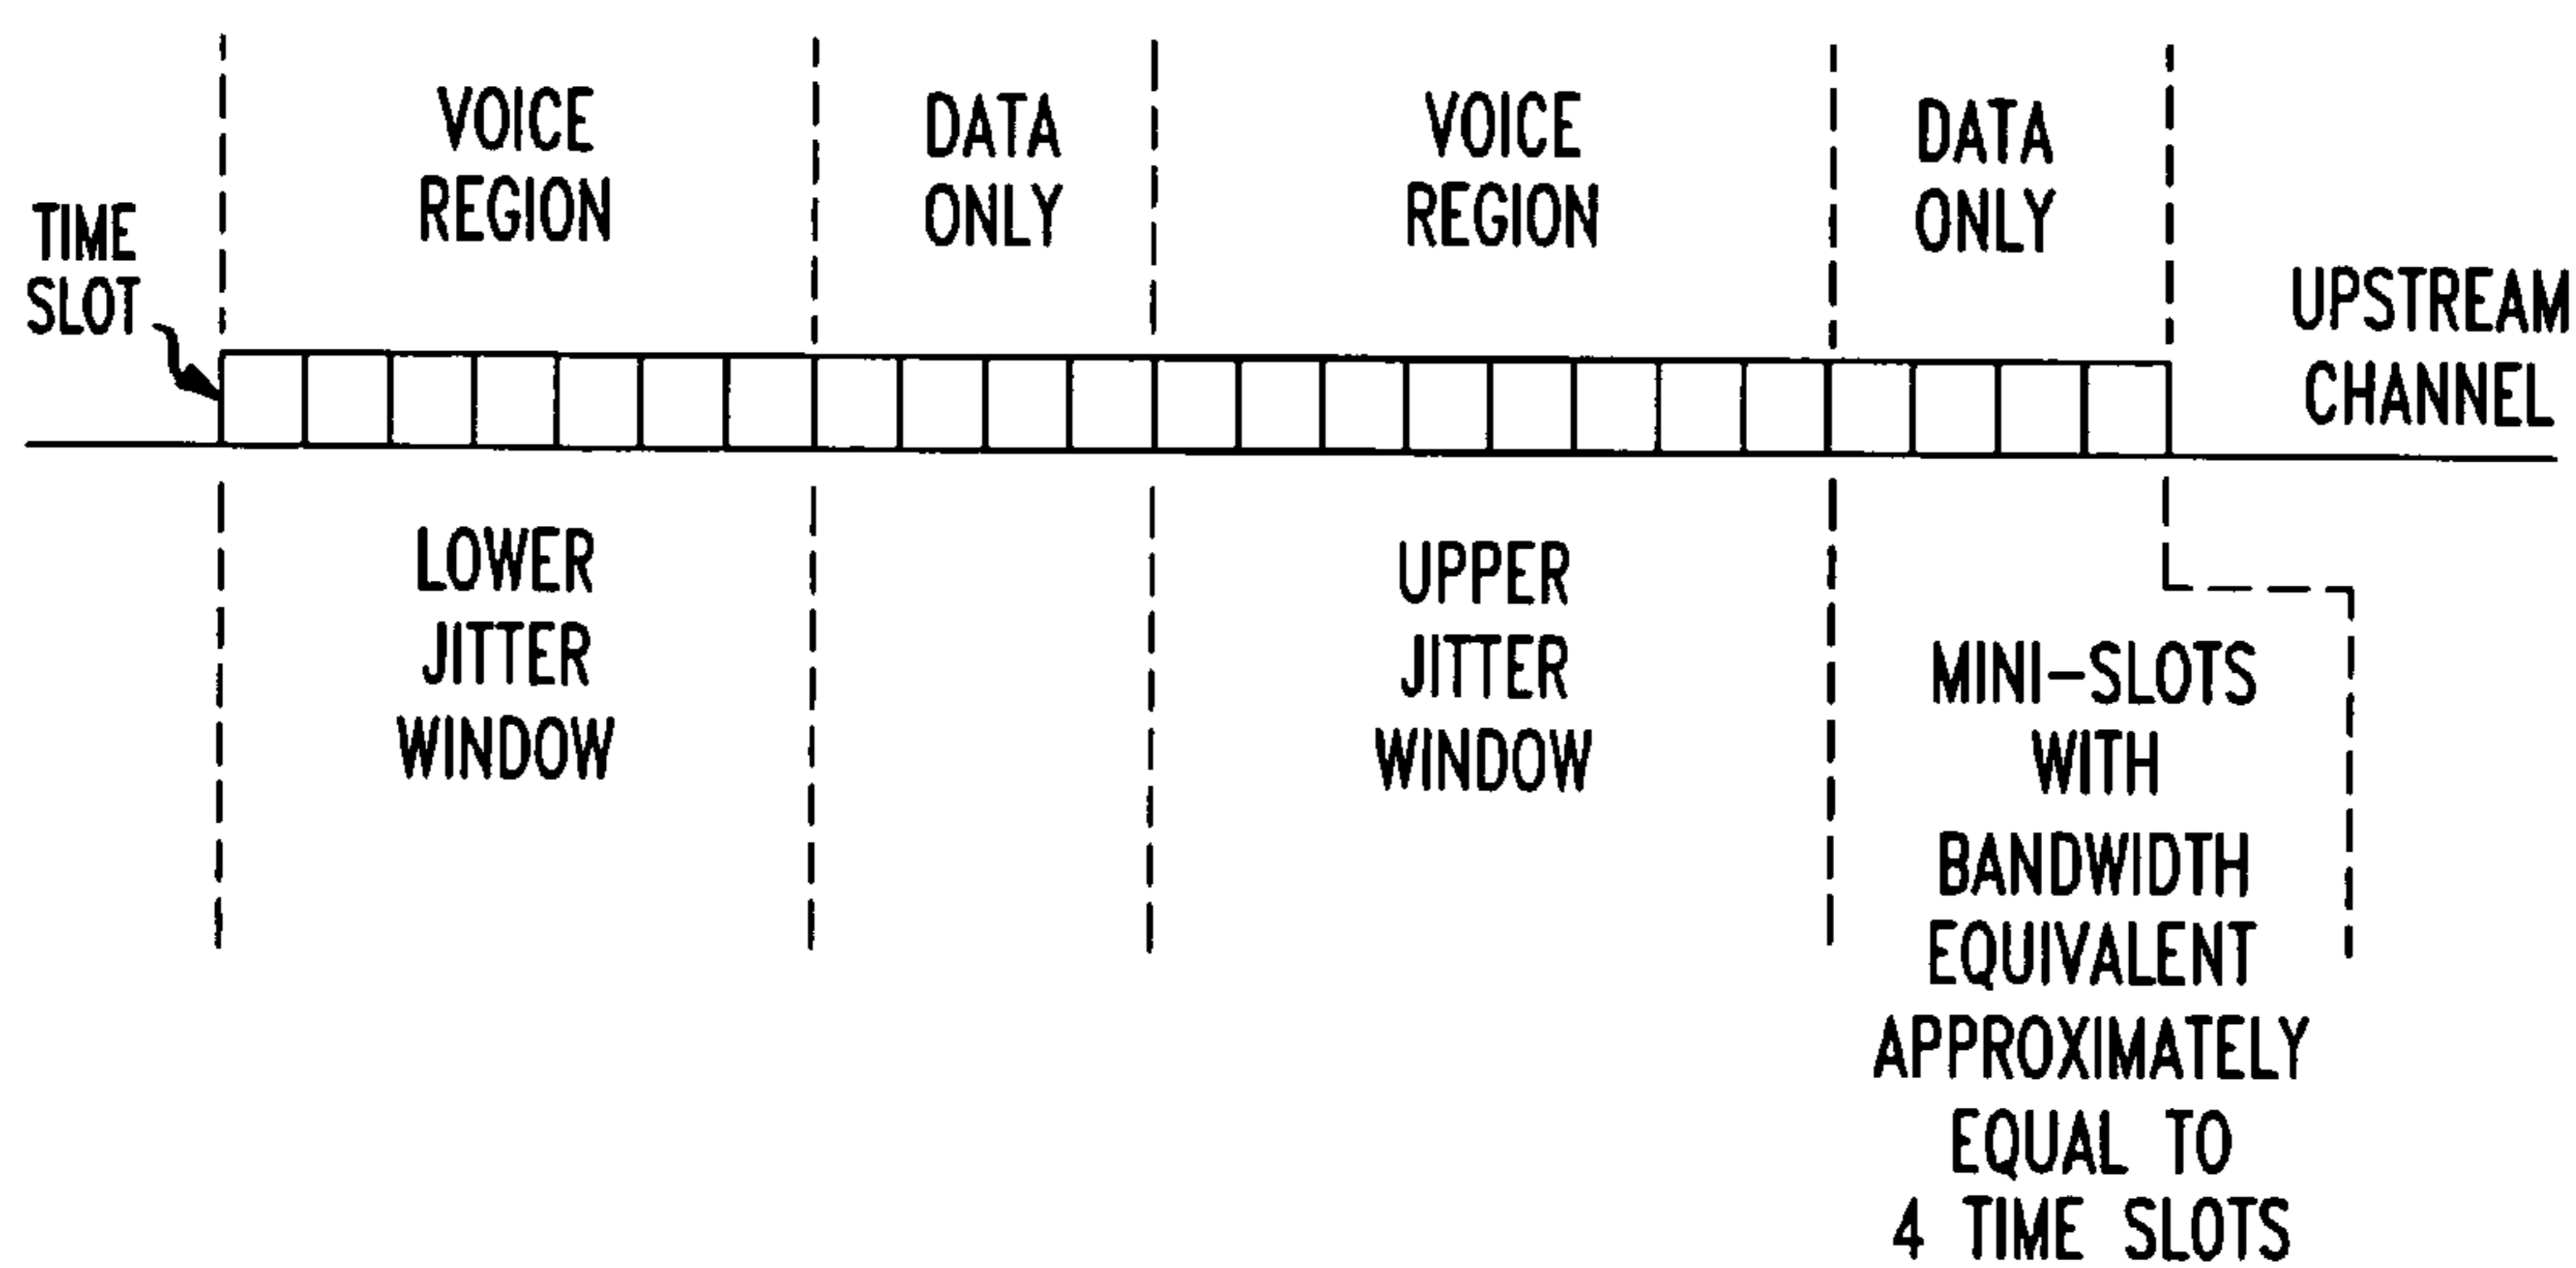 VOICE
REGION
DATA
ONLY
VOICE
REGION
DATA
ONLY
TIME
SLOT
UPSTREAM
CHANNEL
LOWER
JITTER
WINDOW
UPPER
JITTER
WINDOW
MINI-SLOTS
WITH
BANDWIDTH
EQUIVALENT
APPROXIMATELY
EQUAL TO
4 TIME SLOTS